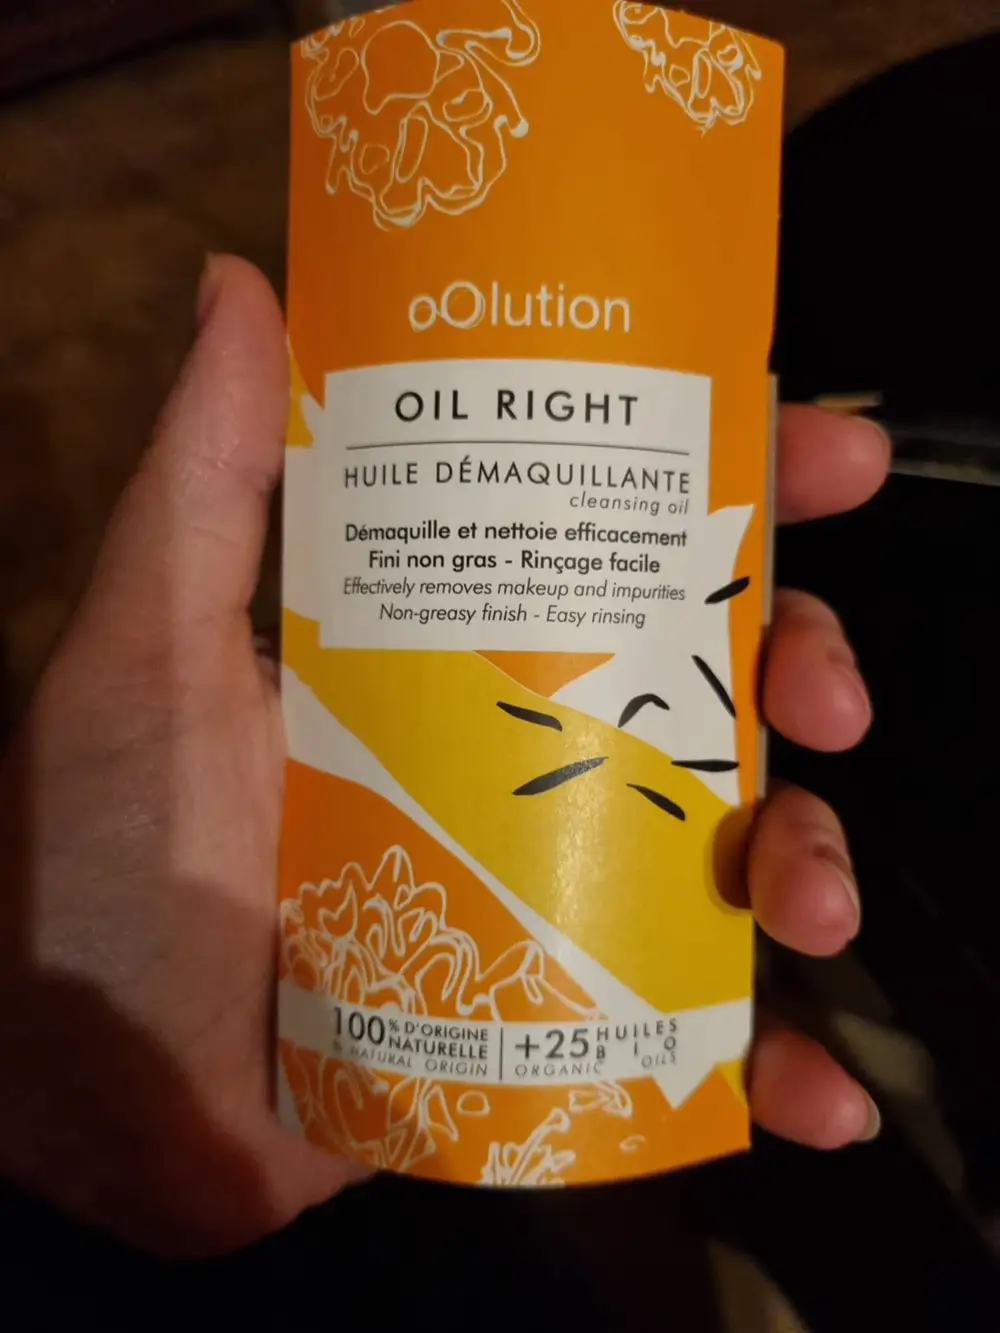 oOlution
OIL RIGHT
HUILE DÉMAQUILLANTE
cleansing oil
Démaquille et nettoie efficacement
Fini non gras - Rinçage facile
Effectively removes makeup and impurities
Non-greasy finish - Easy rinsing
100% D'ORIGINE NATURELLE
% NATURAL ORIGIN
+25 HUILES BIO
ORGANIC OILS